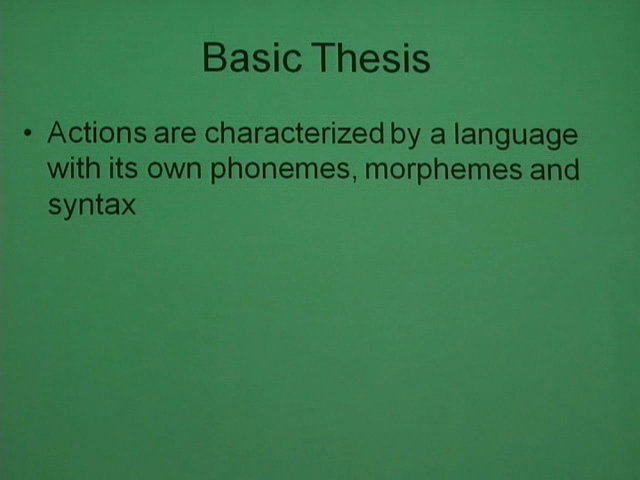 Basic Thesis
• Actions are characterized by a language
with its own phonemes, morphemes and
syntax